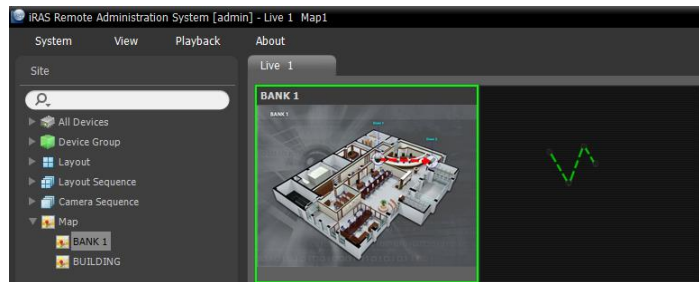 iRAS Remote Administration System [admin] - Live 1 Map1
System View Playback About
Site
Live 1
All Devices
Device Group
Layout
Layout Sequence
Camera Sequence
Map
BANK 1
BUILDING
BANK 1
BANK 1